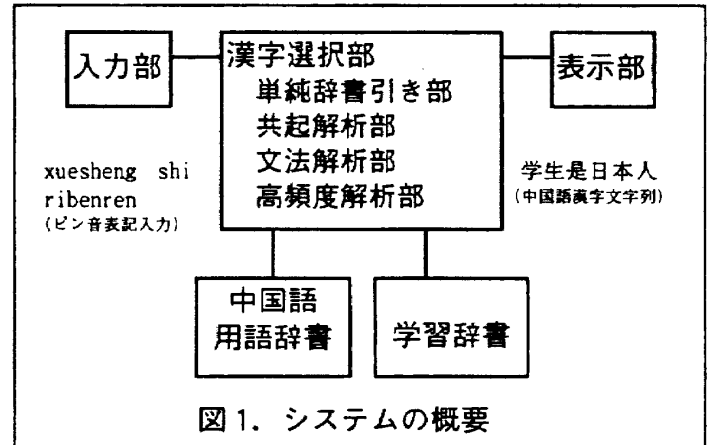 入力部
漢字選択部
単純辞書引き部
共起解析部
文法解析部
高頻度解析部
表示部
xuesheng shi
ribenren
(ピン音表記入力)
学生是日本人
(中国語漢字文字列)
中国語
用語辞書
学習辞書
図1. システムの概要